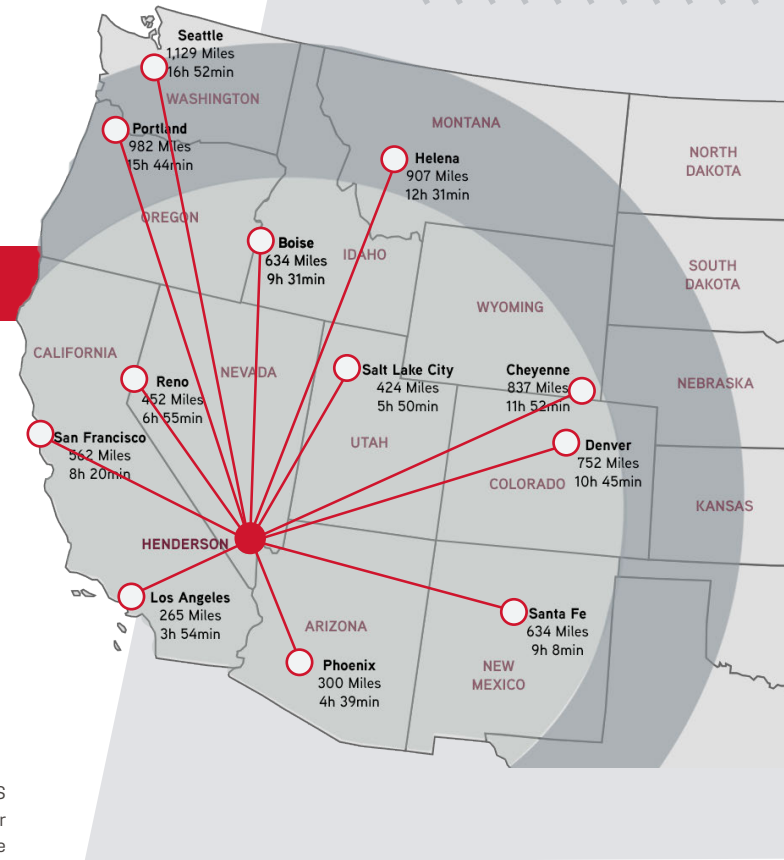 Seattle
1,129 Miles
16h 52min
WASHINGTON
Portland
982 Miles
15h 44min
MONTANA
Helena
907 Miles
12h 31min
NORTH
DAKOTA
OREGON
Boise
634 Miles
9h 31min
IDAHO
SOUTH
DAKOTA
WYOMING
CALIFORNIA
Reno
452 Miles
6h 55min
NEVADA
Salt Lake City
424 Miles
5h 50min
Cheyenne
837 Miles
11h 52min
NEBRASKA
San Francisco
562 Miles
8h 20min
UTAH
Denver
752 Miles
10h 45min
COLORADO
KANSAS
HENDERSON
Los Angeles
265 Miles
3h 54min
ARIZONA
Santa Fe
634 Miles
9h 8min
Phoenix
300 Miles
4h 39min
NEW
MEXICO
S
r
e